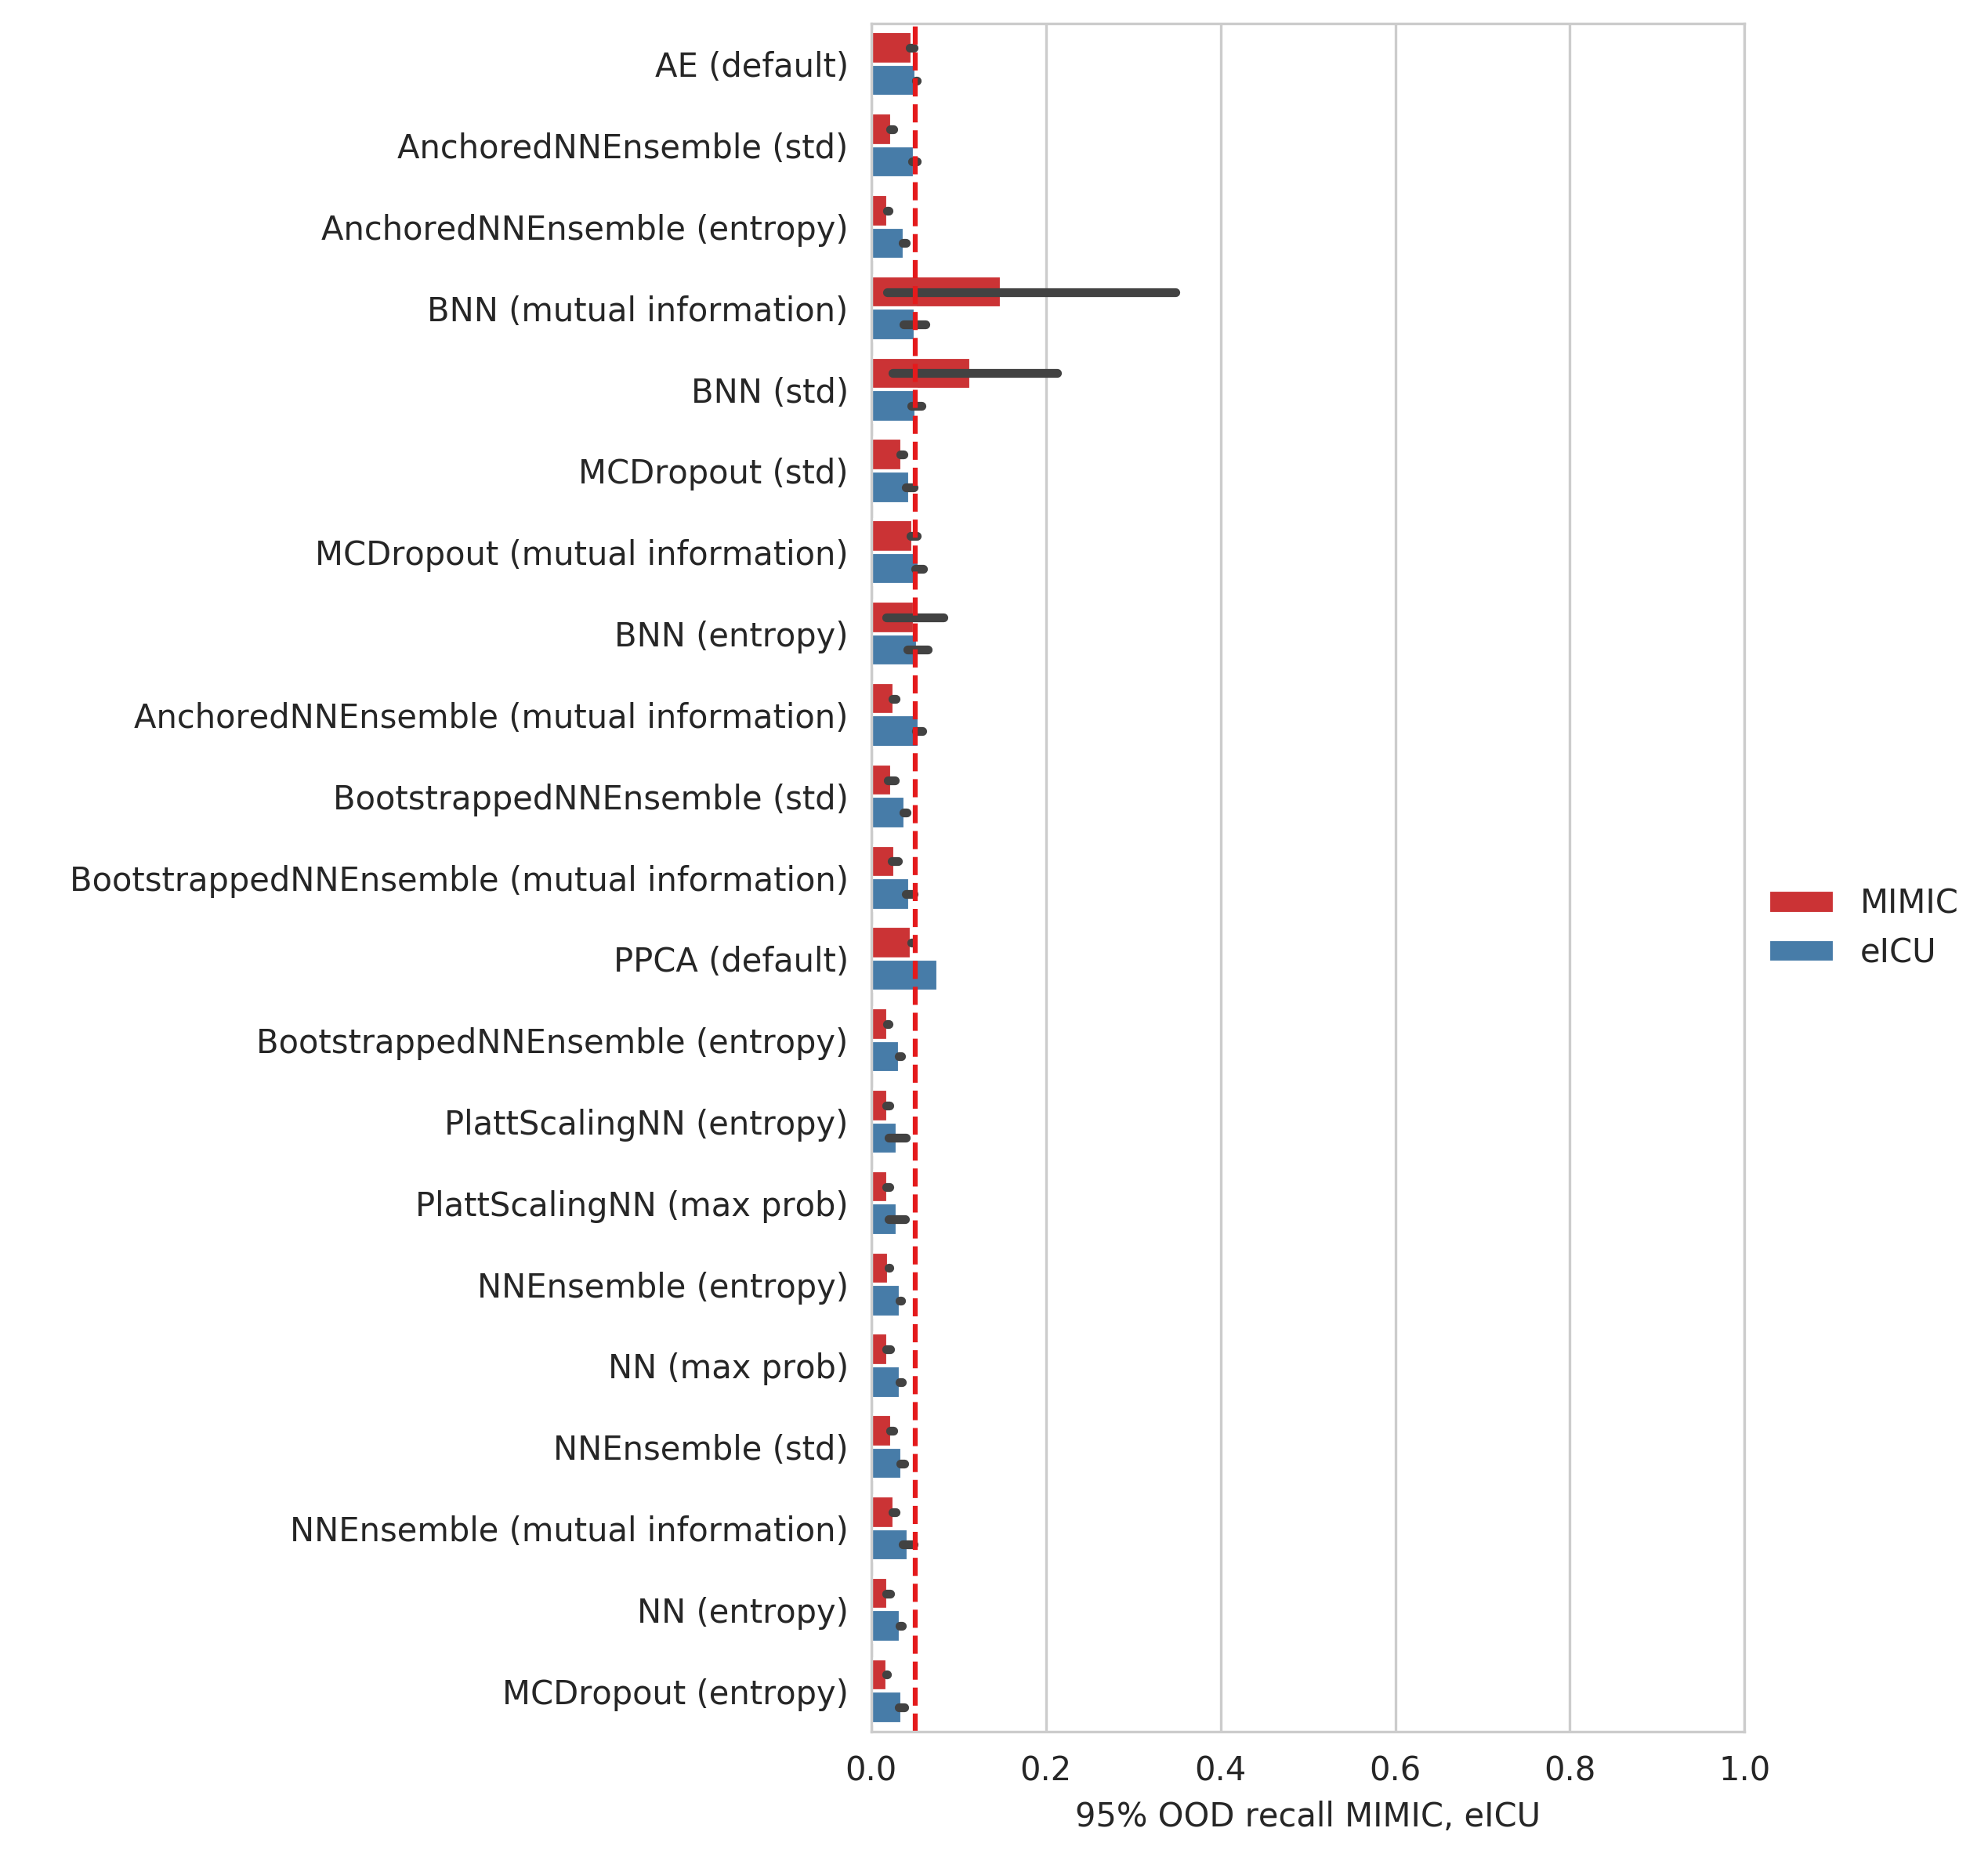 AE (default)
AnchoredNNEnsemble (std)
AnchoredNNEnsemble (entropy)
BNN (mutual information)
BNN (std)
MCDropout (std)
MCDropout (mutual information)
BNN (entropy)
AnchoredNNEnsemble (mutual information)
BootstrappedNNEnsemble (std)
BootstrappedNNEnsemble (mutual information)
PPCA (default)
BootstrappedNNEnsemble (entropy)
PlattScalingNN (entropy)
PlattScalingNN (max prob)
NNEnsemble (entropy)
NN (max prob)
NNEnsemble (std)
NNEnsemble (mutual information)
NN (entropy)
MCDropout (entropy)
0.0 0.2 0.4 0.6 0.8 1.0
95% OOD recall MIMIC, eICU
MIMIC
eICU